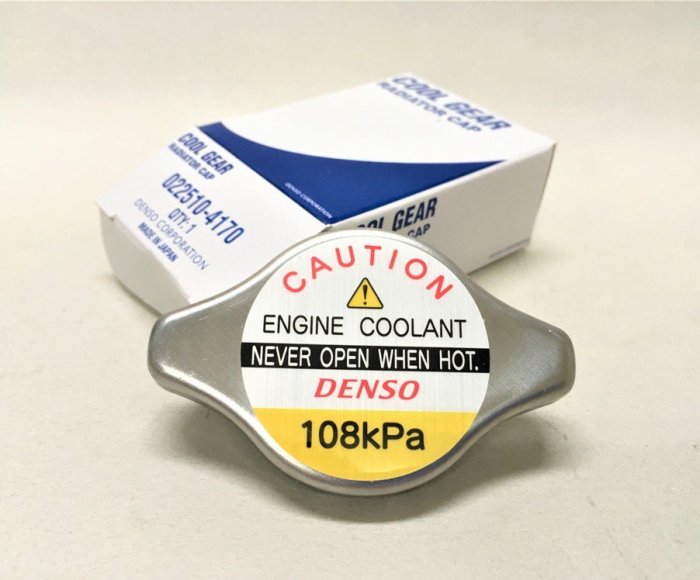 COOL GEAR
RADIATOR CAP
DENSO CORPORATION
COOL GEAR
RADIATOR CAP
022510-4170
QTY: 1
DENSO CORPORATION
MADE IN JAPAN
COOL GEAR
CAP
CAUTION
ENGINE COOLANT
NEVER OPEN WHEN HOT.
DENSO
108kPa